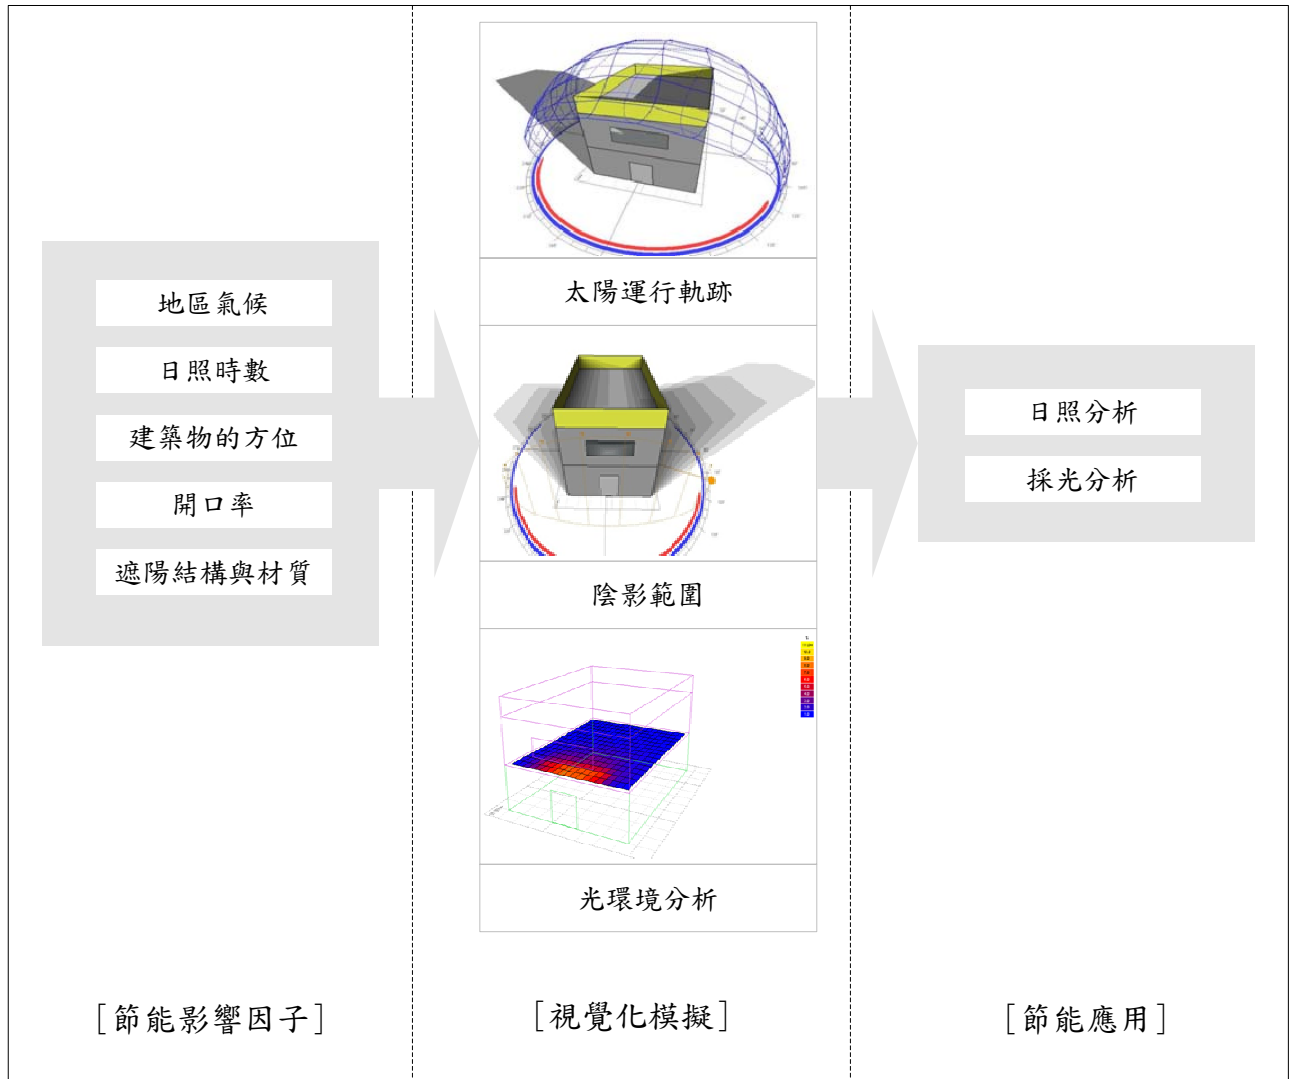 地區氣候
日照時數
建築物的方位
開口率
遮陽結構與材質
[節能影響因子]
太陽運行軌跡
陰影範圍
光環境分析
[視覺化模擬]
日照分析
採光分析
[節能應用]